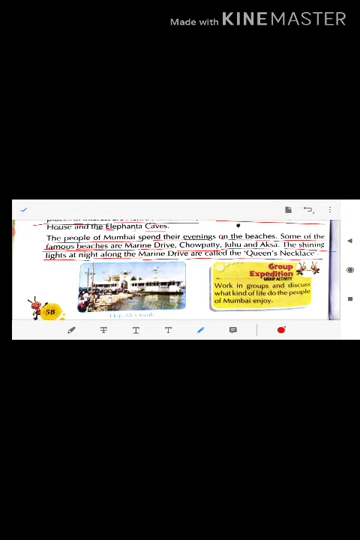 Made with KINEMASTER
House and the Elephanta Caves.
The people of Mumbai spend their evenings on the beaches. Some of the
famous beaches are Marine Drive, Chowpatty, Juhu and Aksa. The shining
lights at night along the Marine Drive are called the 'Queen's Necklace'.
Group
Expedition
GROUP ACTIVITY
Work in groups and discuss
what kind of life do the people
of Mumbai enjoy.
58